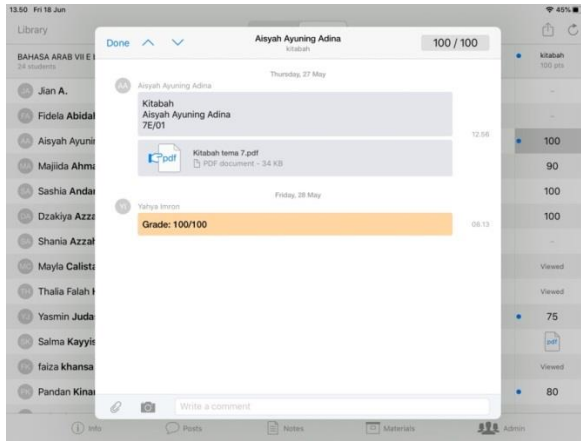 13.50 Fri 18 Jun
45%
Library
BAHASA ARAB VII E
24 students
kitabah
100 pts
Done
Aisyah Ayuning Adina
kitabah
100 / 100
Thursday, 27 May
AA
Aisyah Ayuning Adina
Kitabah
Aisyah Ayuning Adina
7E/01
12.56
pdf
Kitabah tema 7.pdf
PDF document - 34 KB
Friday, 28 May
YI
Yahya Imron
Grade: 100/100
09.13
Write a comment
Jian A.
Fidela Abidal
Aisyah Ayunin
100
Majiida Ahma
90
Sashia Andar
100
Dzakiya Azza
100
Shania Azzah
Mayla Calista
Viewed
Thalia Falah
Viewed
Yasmin Juda
75
Salma Kayyis
pdf
faiza khansa
Viewed
Pandan Kinar
80
Info
Posts
Notes
Materials
Admin